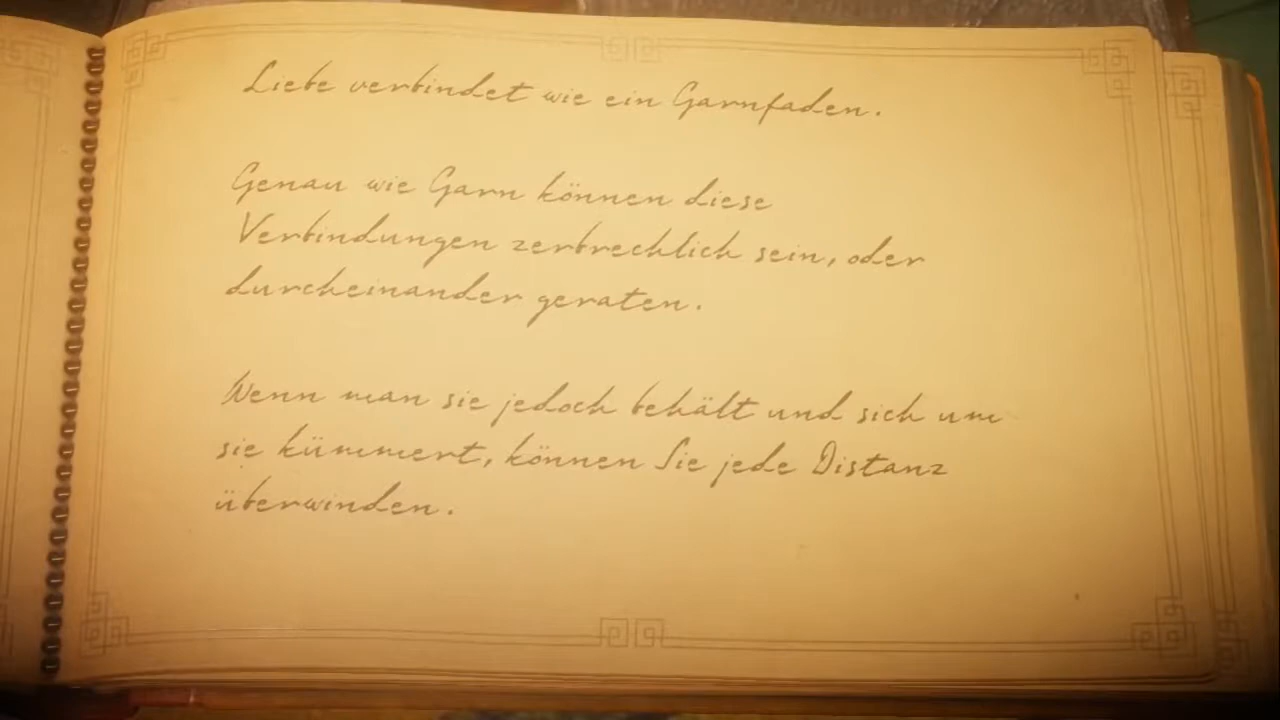 Liebe verbindet wie ein Garnfaden.
Genau wie Garn können diese
Verbindungen zerbrechlich sein, oder
durcheinander geraten.
Wenn man sie jedoch behält und sich um
sie kümmert, können Sie jede Distanz
überwinden.